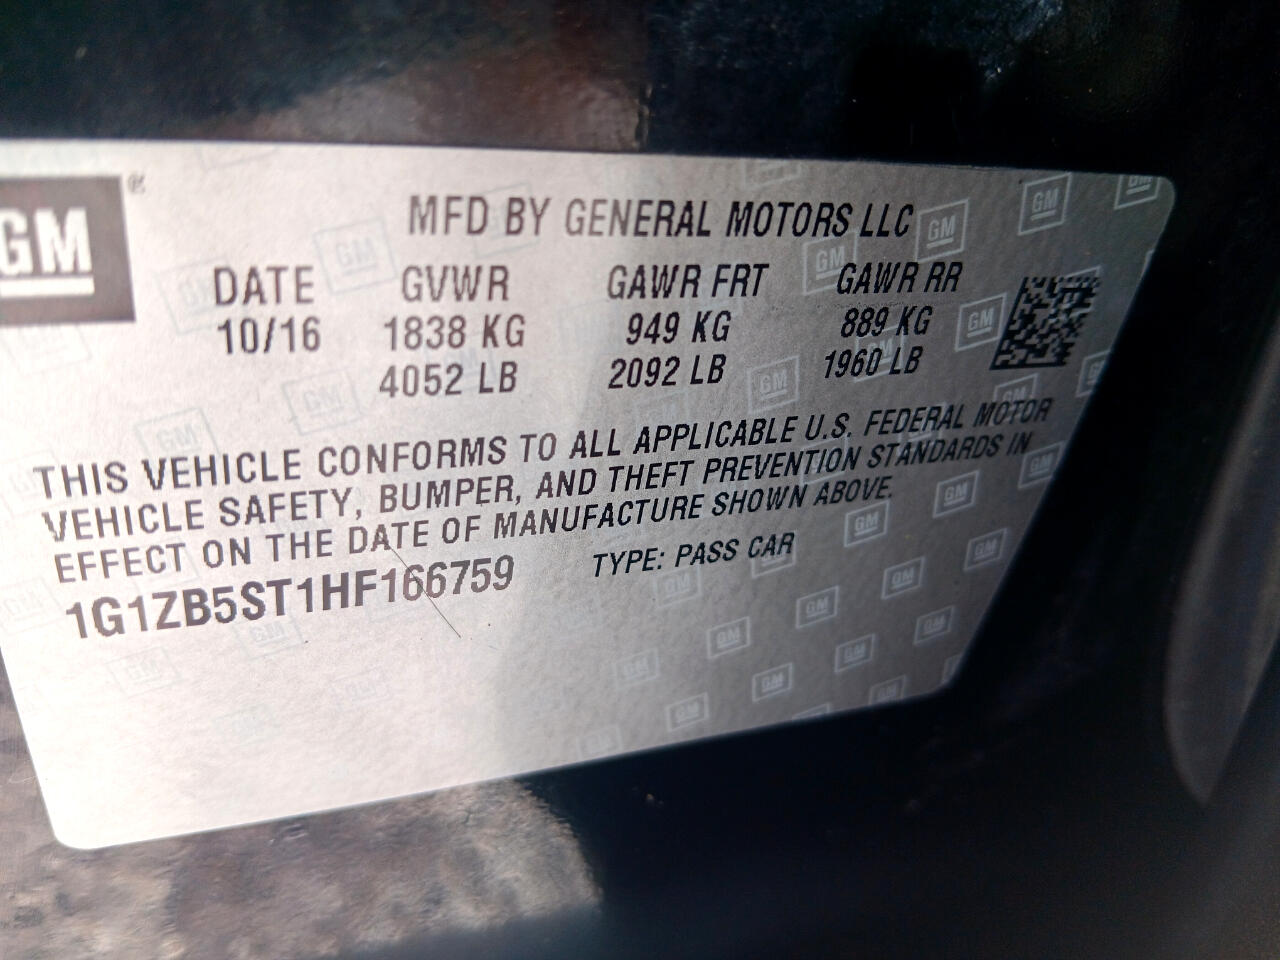 GM ®
MFD BY GENERAL MOTORS LLC
DATE GVWR GAWR FRT GAWR RR
10/16 1838 KG 949 KG 889 KG
4052 LB 2092 LB 1960 LB
THIS VEHICLE CONFORMS TO ALL APPLICABLE U.S. FEDERAL MOTOR
VEHICLE SAFETY, BUMPER, AND THEFT PREVENTION STANDARDS IN
EFFECT ON THE DATE OF MANUFACTURE SHOWN ABOVE.
1G1ZB5ST1HF166759 TYPE: PASS CAR